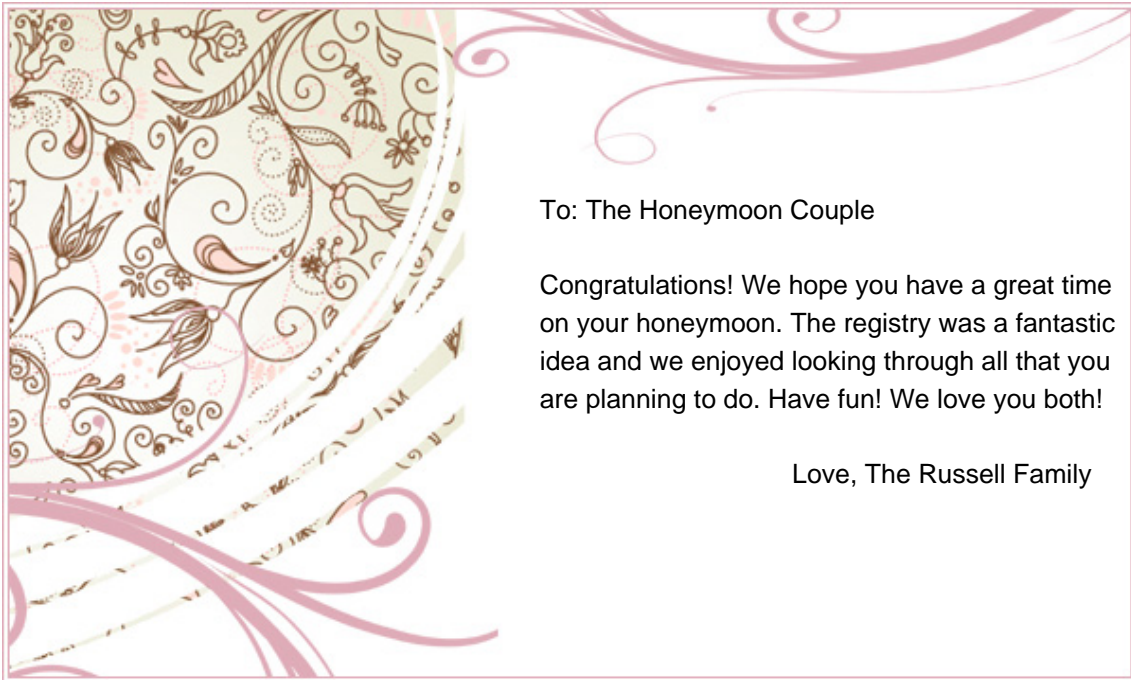 To: The Honeymoon Couple
Congratulations! We hope you have a great time
on your honeymoon. The registry was a fantastic
idea and we enjoyed looking through all that you
are planning to do. Have fun! We love you both!
Love, The Russell Family